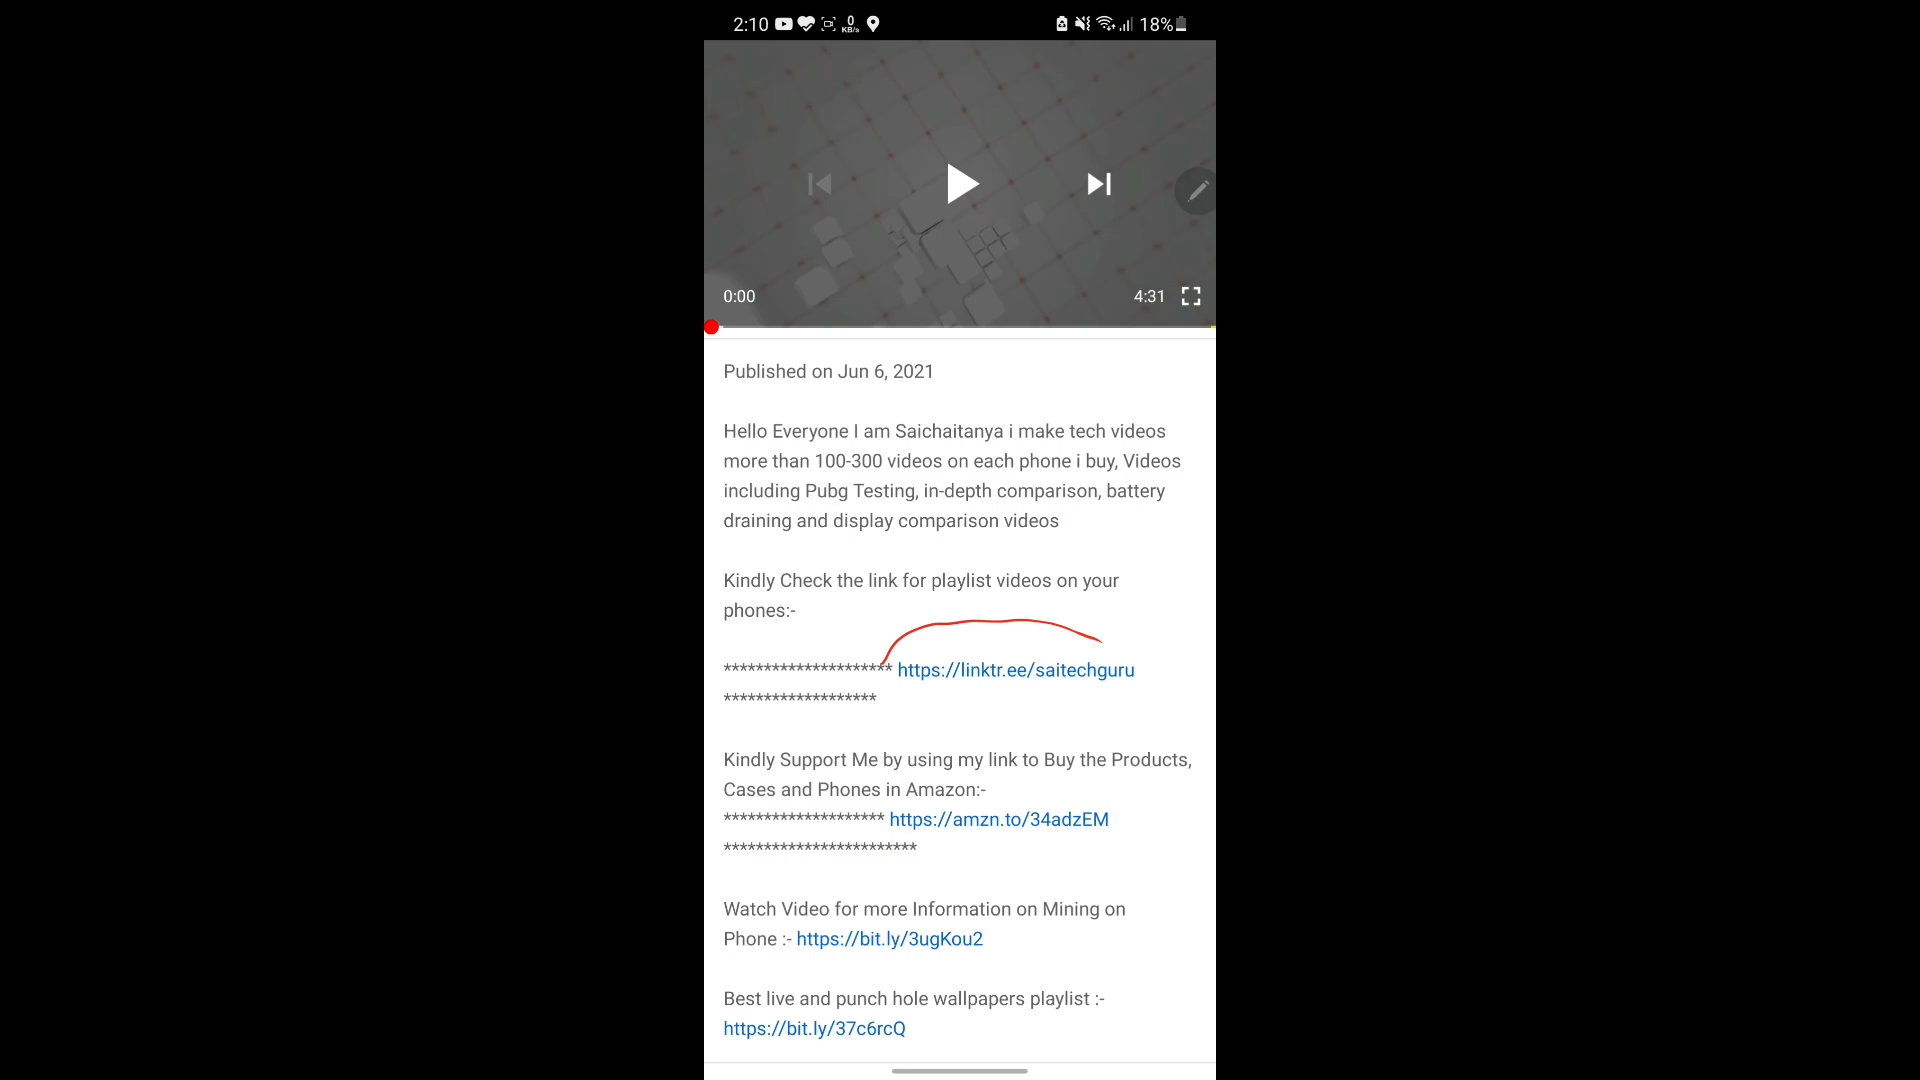 2:10 0 KB/s 18%
0:00 4:31
Published on Jun 6, 2021
Hello Everyone I am Saichaitanya i make tech videos
more than 100-300 videos on each phone i buy, Videos
including Pubg Testing, in-depth comparison, battery
draining and display comparison videos
Kindly Check the link for playlist videos on your
phones:-
********************* https://linktr.ee/saitechguru
*******************
Kindly Support Me by using my link to Buy the Products,
Cases and Phones in Amazon:-
******************** https://amzn.to/34adzEM
************************
Watch Video for more Information on Mining on
Phone :- https://bit.ly/3ugKou2
Best live and punch hole wallpapers playlist :-
https://bit.ly/37c6rcQ